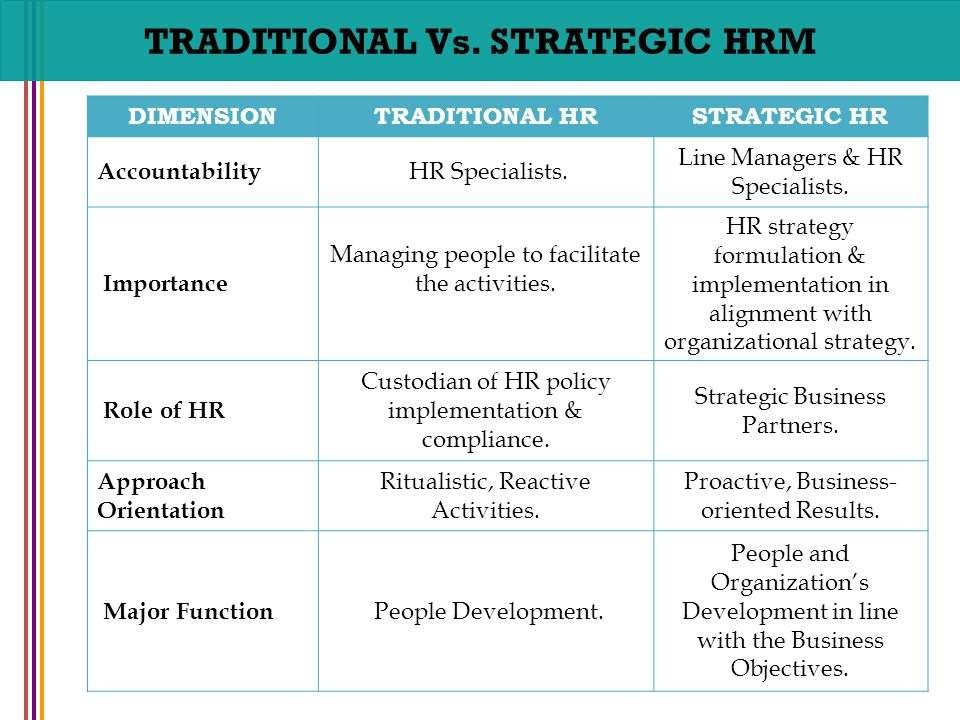 TRADITIONAL Vs. STRATEGIC HRM
DIMENSION TRADITIONAL HR STRATEGIC HR
Accountability
HR Specialists.
Line Managers & HR
Specialists.
Importance
Managing people to facilitate
the activities.
HR strategy
formulation &
implementation in
alignment with
organizational strategy.
Role of HR
Custodian of HR policy
implementation &
compliance.
Strategic Business
Partners.
Approach
Orientation
Ritualistic, Reactive
Activities.
Proactive, Business-
oriented Results.
Major Function
People Development.
People and
Organization’s
Development in line
with the Business
Objectives.